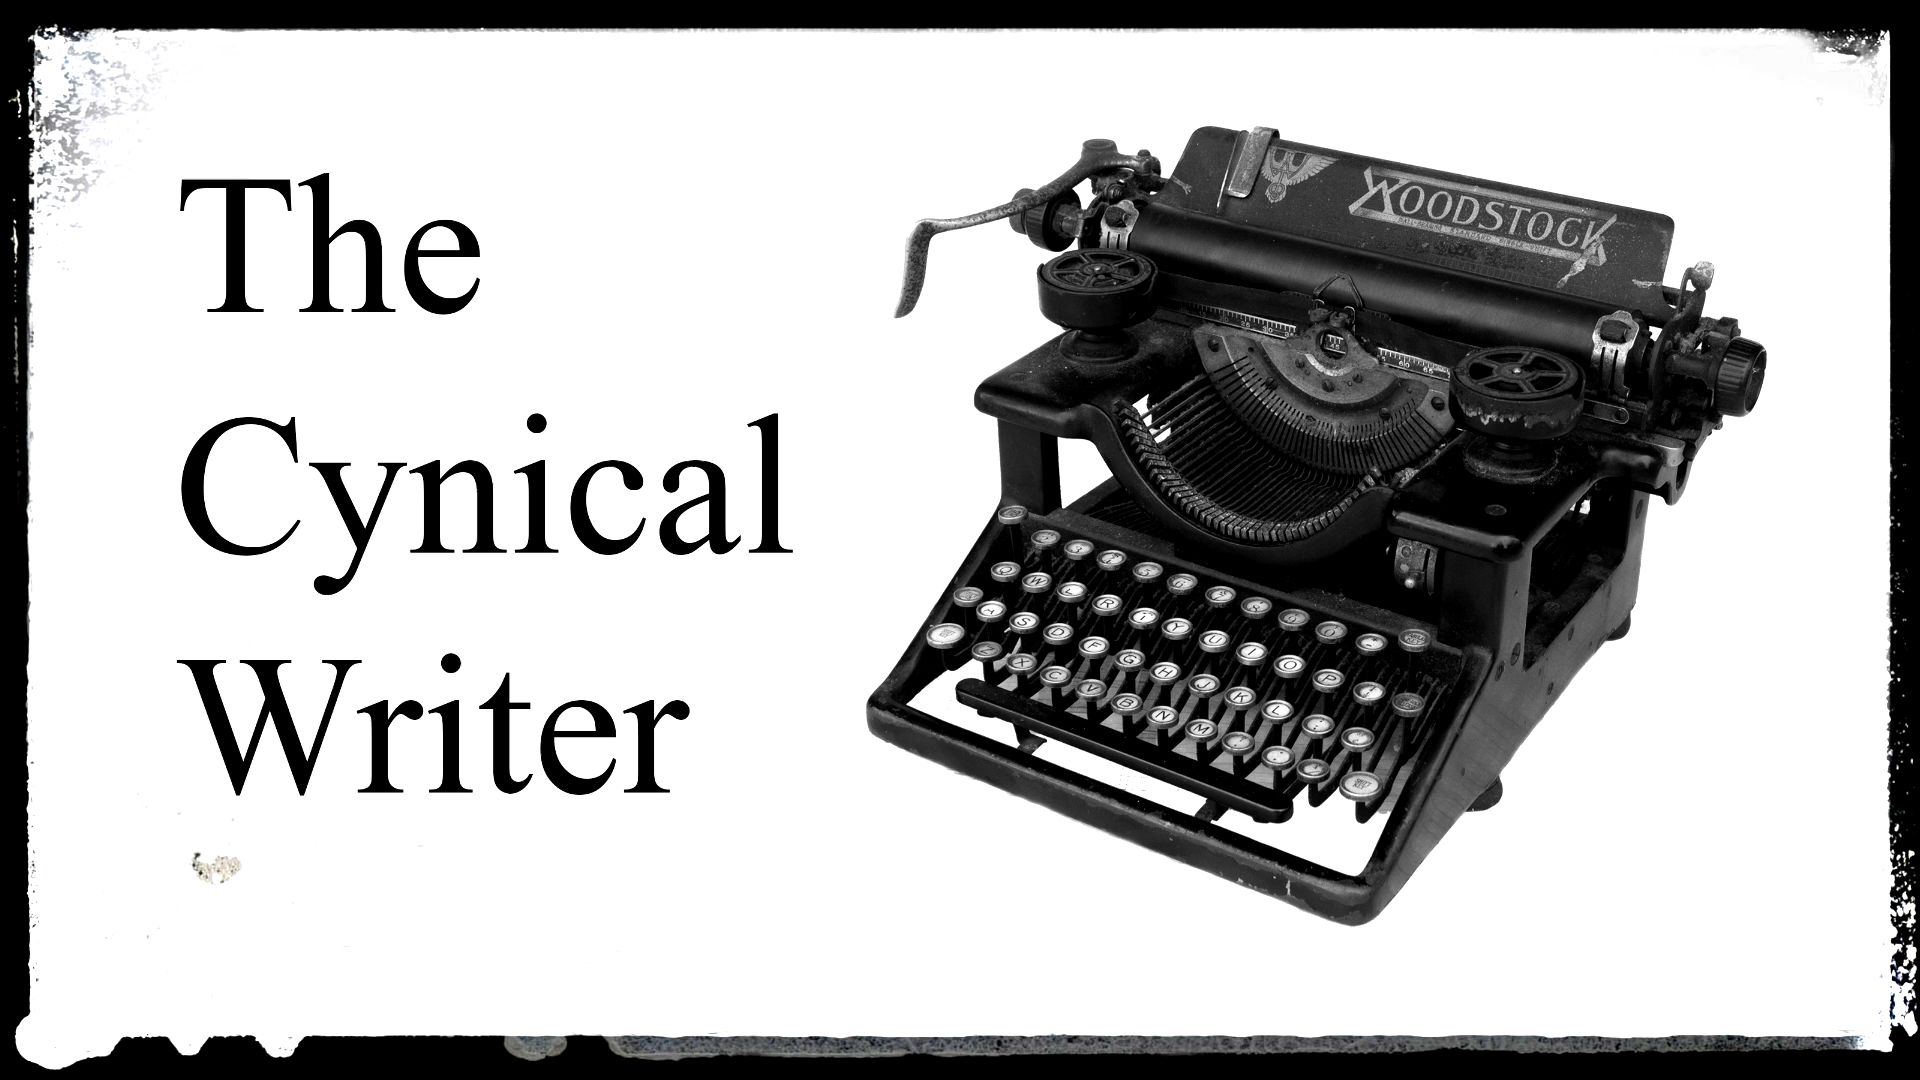 The
Cynical
Writer
WOODSTOCK
Q W R Y U I O P
A S D F G H J K L
Z X C V B N M